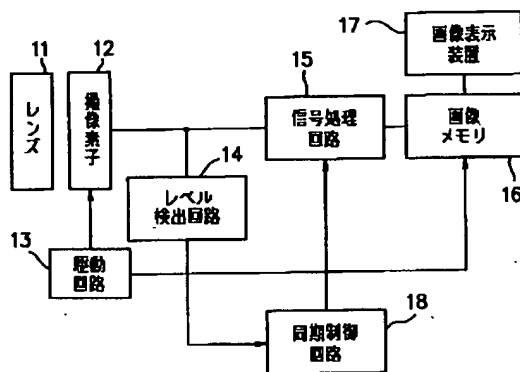 11
レンズ
12
撮像素子
13
駆動
回路
14
レベル
検出回路
15
信号処理
回路
画像
メモリ
16
17
画像表示
装置
同期制御
回路
18